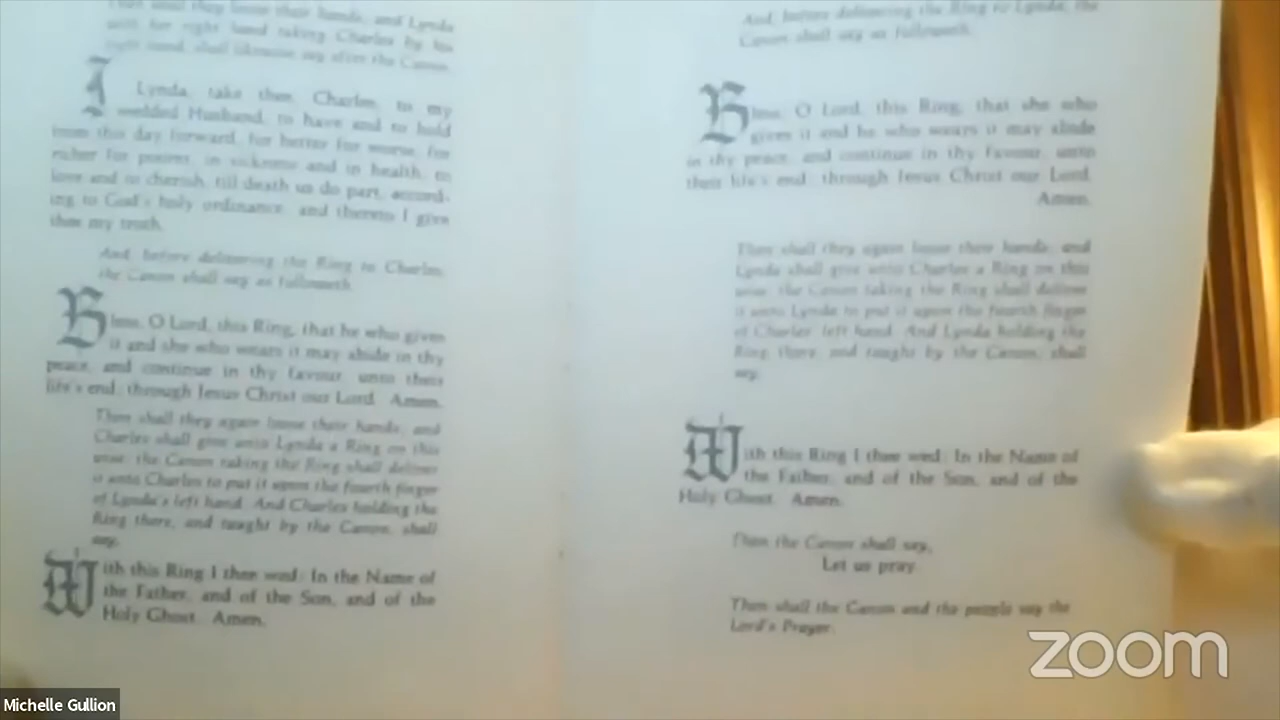 Then shall they loose their hands, and Lynda
with her right hand taking Charles by his
right hand, shall likewise say after the Canon.
I Lynda, take thee, Charles, to my
wedded Husband, to have and to hold
from this day forward, for better for worse, for
richer for poorer, in sickness and in health, to
love and to cherish, till death us do part, accord-
ing to God's holy ordinance; and thereto I give
thee my troth.
And, before delivering the Ring to Charles,
the Canon shall say as followeth.
Bless, O Lord, this Ring, that he who gives
it and she who wears it may abide in thy
peace, and continue in thy favour, unto their
life's end; through Jesus Christ our Lord. Amen.
Then shall they again loose their hands; and
Charles shall give unto Lynda a Ring on this
wise: the Canon taking the Ring shall deliver
it unto Charles to put it upon the fourth finger
of Lynda's left hand. And Charles holding the
Ring there, and taught by the Canon, shall
say,
With this Ring I thee wed: In the Name of
the Father, and of the Son, and of the
Holy Ghost. Amen.
And, before delivering the Ring to Lynda, the
Canon shall say as followeth.
Bless, O Lord, this Ring, that she who
gives it and he who wears it may abide
in thy peace, and continue in thy favour, unto
their life's end; through Jesus Christ our Lord.
Amen.
Then shall they again loose their hands; and
Lynda shall give unto Charles a Ring on this
wise: the Canon taking the Ring shall deliver
it unto Lynda to put it upon the fourth finger
of Charles' left hand. And Lynda holding the
Ring there, and taught by the Canon, shall
say,
With this Ring I thee wed: In the Name of
the Father, and of the Son, and of the
Holy Ghost. Amen.
Then the Canon shall say,
Let us pray.
Then shall the Canon and the people say the
Lord's Prayer.
zoom
Michelle Gullion